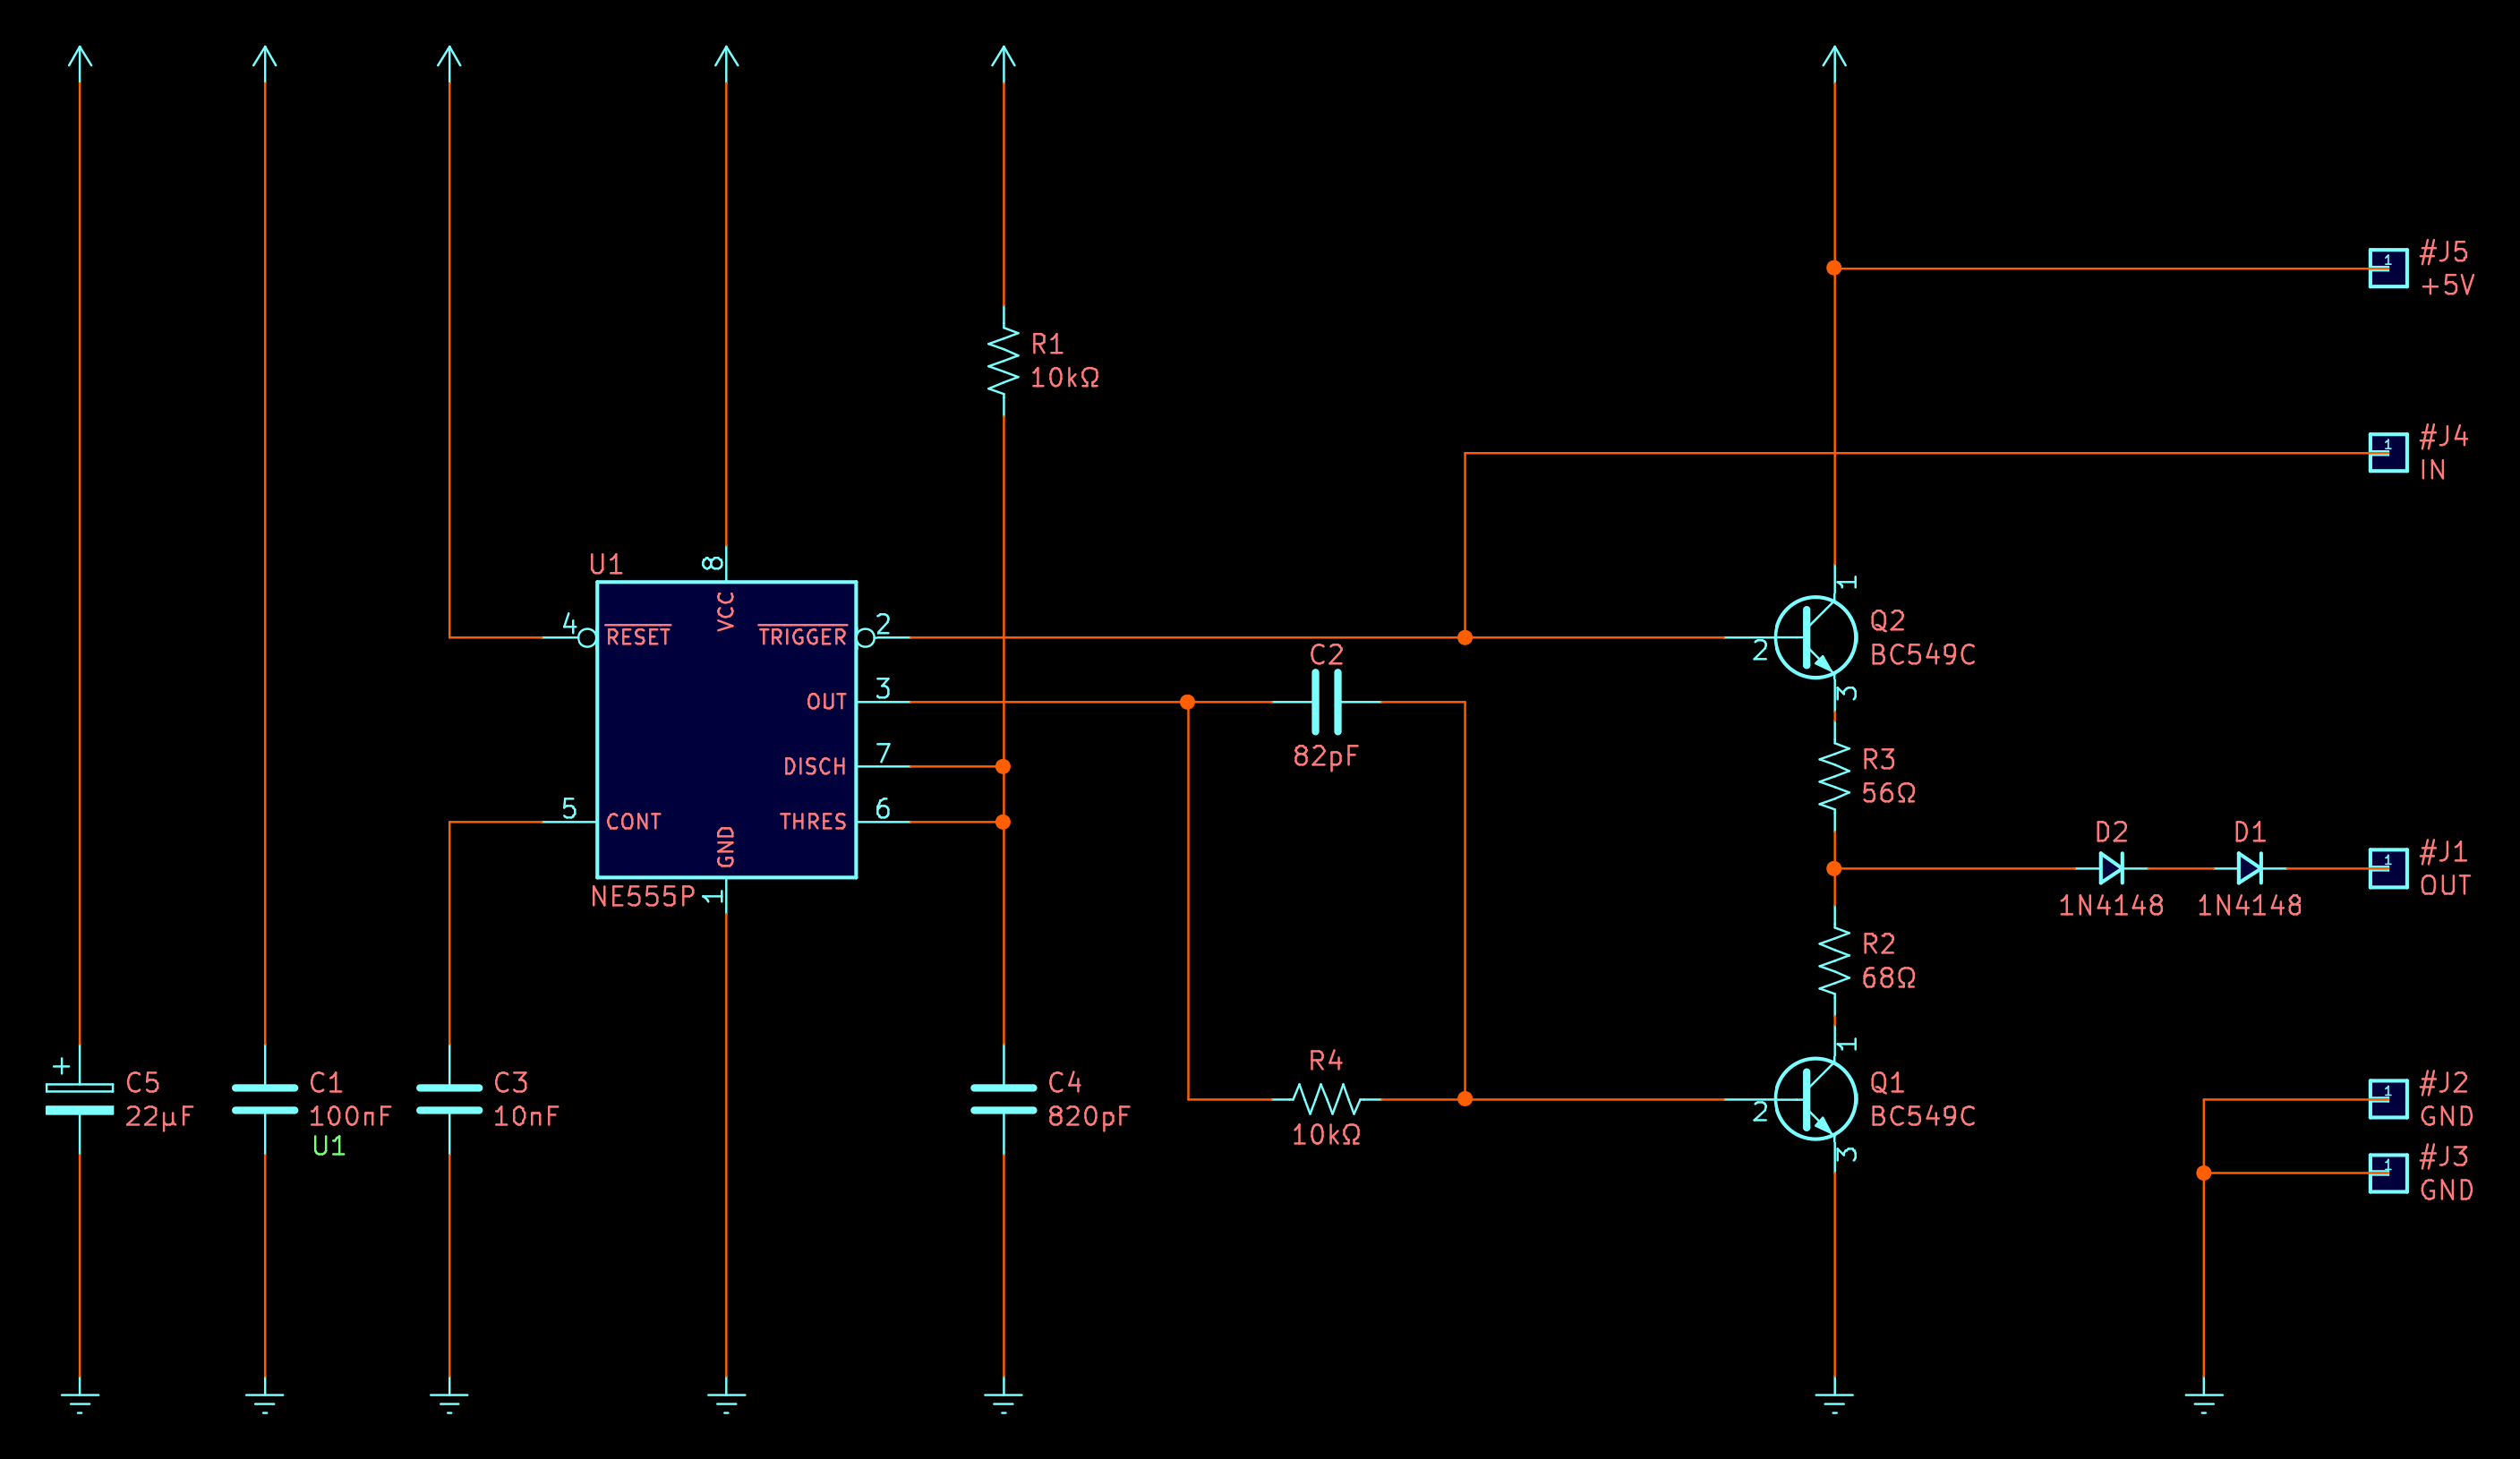 #J5
1
+5V
R1
10kΩ
#J4
1
IN
U1
8
4
RESET
VCC
TRIGGER
2
Q2
BC549C
1
2
3
C2
82pF
OUT
3
DISCH
7
R3
56Ω
5
CONT
THRES
6
GND
NE555P
1
D2
1N4148
D1
1N4148
#J1
1
OUT
R2
68Ω
+
C5
22µF
C1
100nF
U1
C3
10nF
C4
820pF
R4
10kΩ
1
2
3
Q1
BC549C
#J2
1
GND
#J3
1
GND